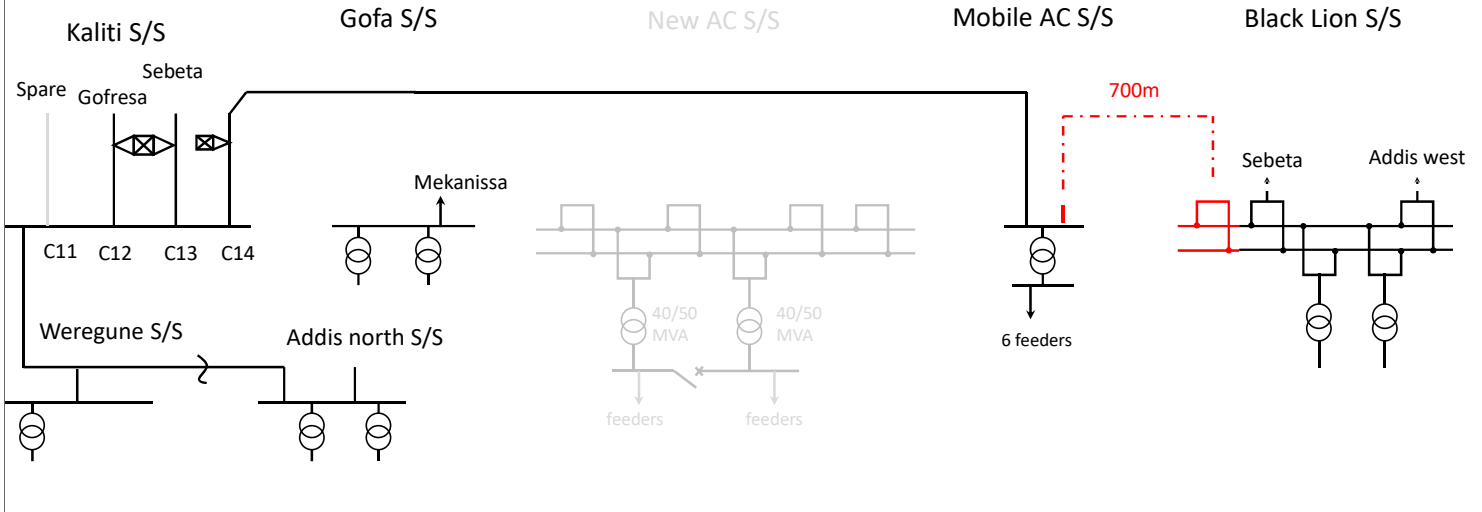 Kaliti S/S
Gofa S/S
New AC S/S
Mobile AC S/S
Black Lion S/S
Spare
Gofresa
Sebeta
700m
Mekanissa
Sebeta
Addis west
C11
C12
C13
C14
Weregune S/S
Addis north S/S
40/50
MVA
40/50
MVA
6 feeders
feeders
feeders